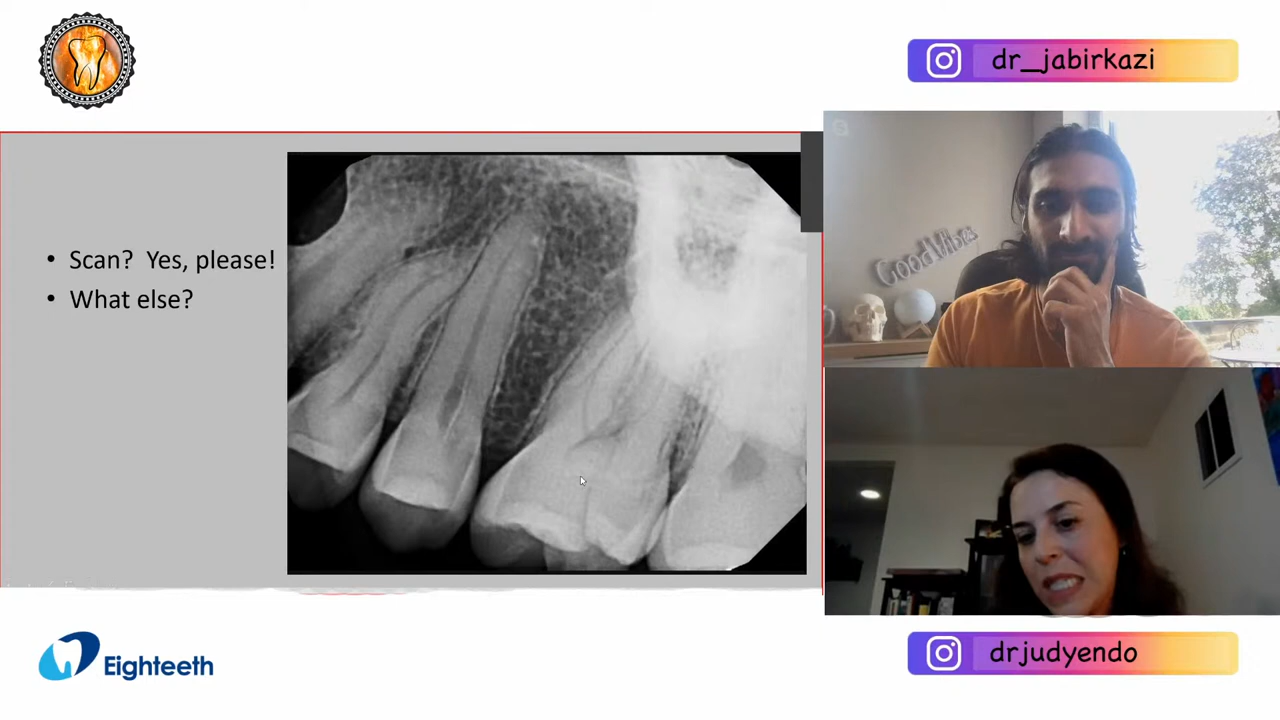 dr_jabirkazi
• Scan? Yes, please!
• What else?
GoodVibes
Eighteeth
drjudyendo